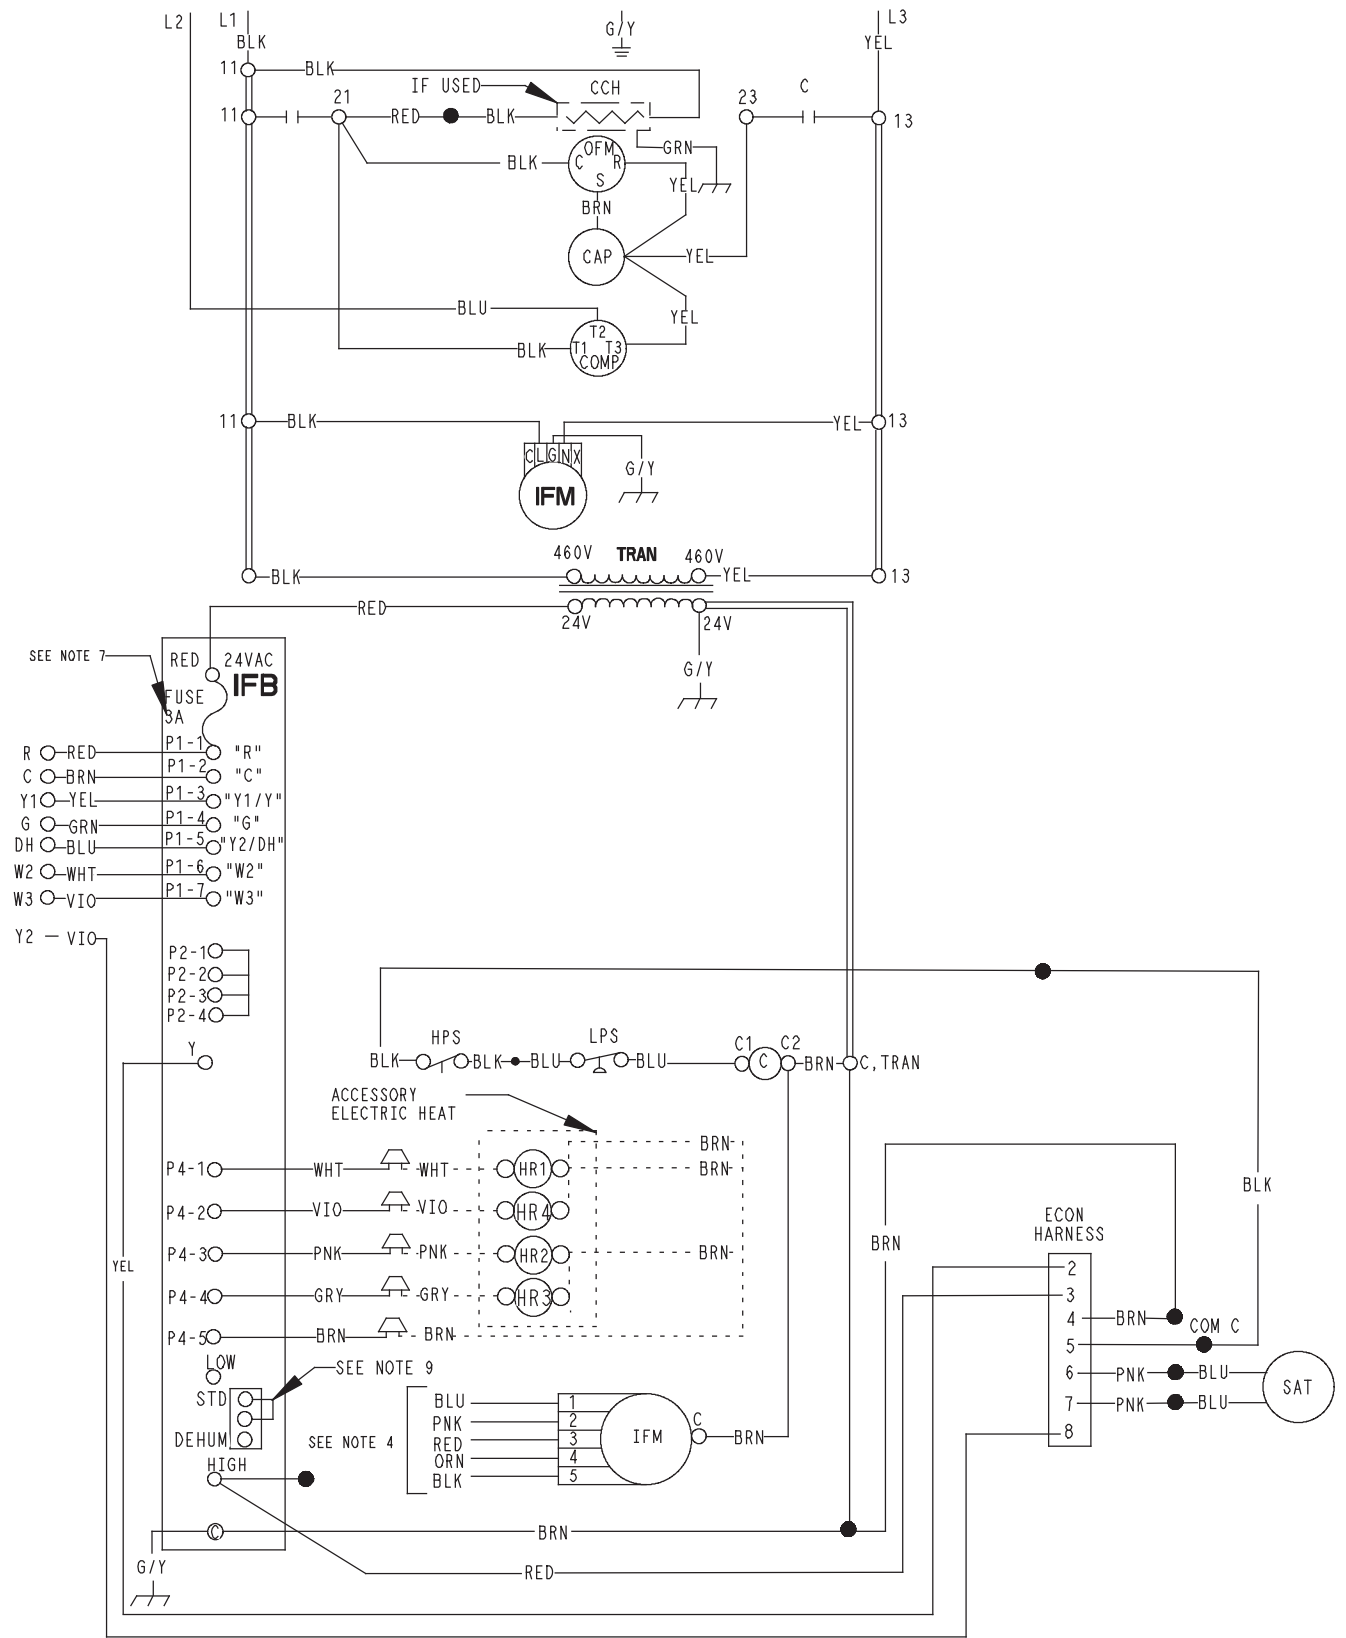 L2 L1 G/Y L3
BLK YEL
11 BLK
IF USED CCH C
11 21 RED BLK 23 13
OFM GRN
BLK C R
S YEL
BRN
CAP YEL
BLU YEL
T2
BLK T1 T3
COMP
11 BLK YEL 13
C L G N X G/Y
IFM
460V TRAN 460V
BLK YEL 13
RED
24V 24V
SEE NOTE 7 RED 24VAC G/Y
IFB
FUSE
3A
R RED P1-1 "R"
C BRN P1-2 "C"
Y1 YEL P1-3 "Y1/Y"
G GRN P1-4 "G"
DH BLU P1-5 "Y2/DH"
W2 WHT P1-6 "W2"
W3 VIO P1-7 "W3"
Y2 VIO
P2-1
P2-2
P2-3
P2-4
Y HPS LPS C1 C2
BLK BLK BLU BLU C BRN C,TRAN
ACCESSORY
ELECTRIC HEAT
BRN
P4-1 WHT WHT HR1 BRN
P4-2 VIO VIO HR4
P4-3 PNK PNK HR2 BRN
P4-4 GRY GRY HR3
P4-5 BRN BRN
YEL
BRN
BLK
ECON
HARNESS
2
3
4 BRN
COM C
5
6 PNK BLU
SAT
7 PNK BLU
8
LOW
SEE NOTE 9
STD
DEHUM
HIGH
SEE NOTE 4
BLU 1
PNK 2
RED 3
ORN 4
BLK 5
IFM C BRN
C BRN
G/Y
RED